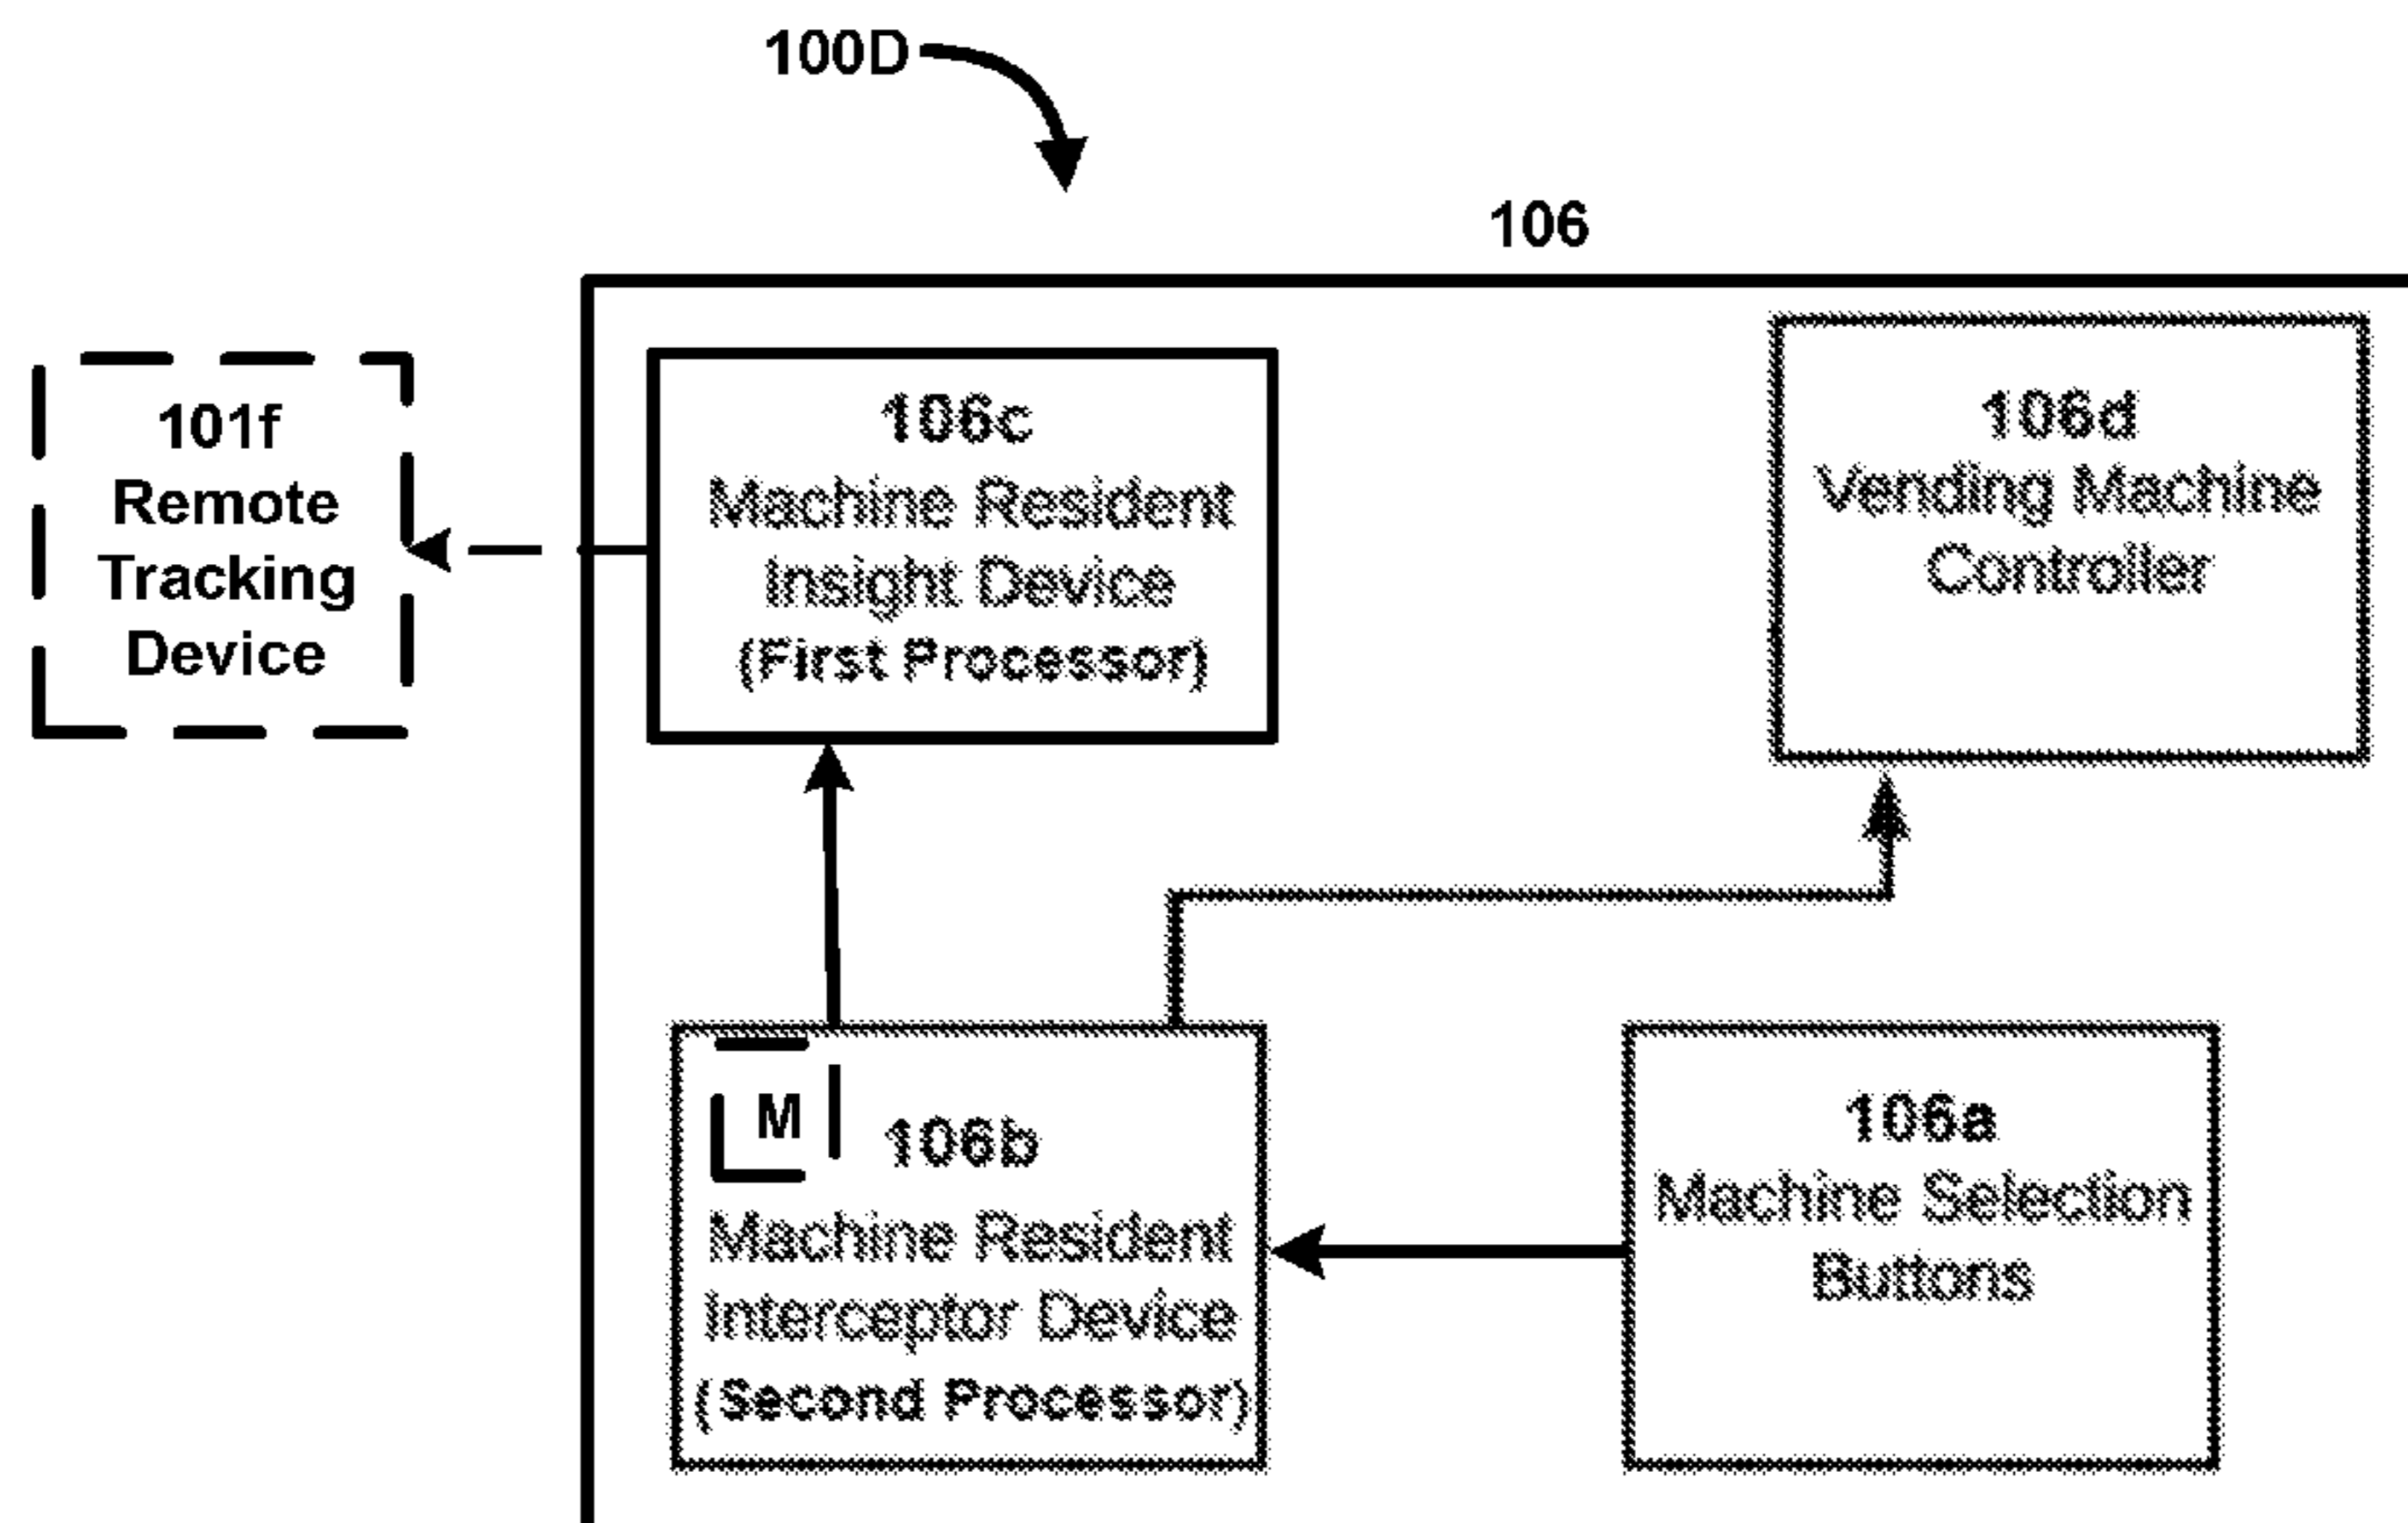 100D
106
101f
Remote
Tracking
Device
106c
Machine Resident
Insight Device
(First Processor)
106d
Vending Machine
Controller
M
106b
Machine Resident
Interceptor Device
(Second Processor)
106a
Machine Selection
Buttons